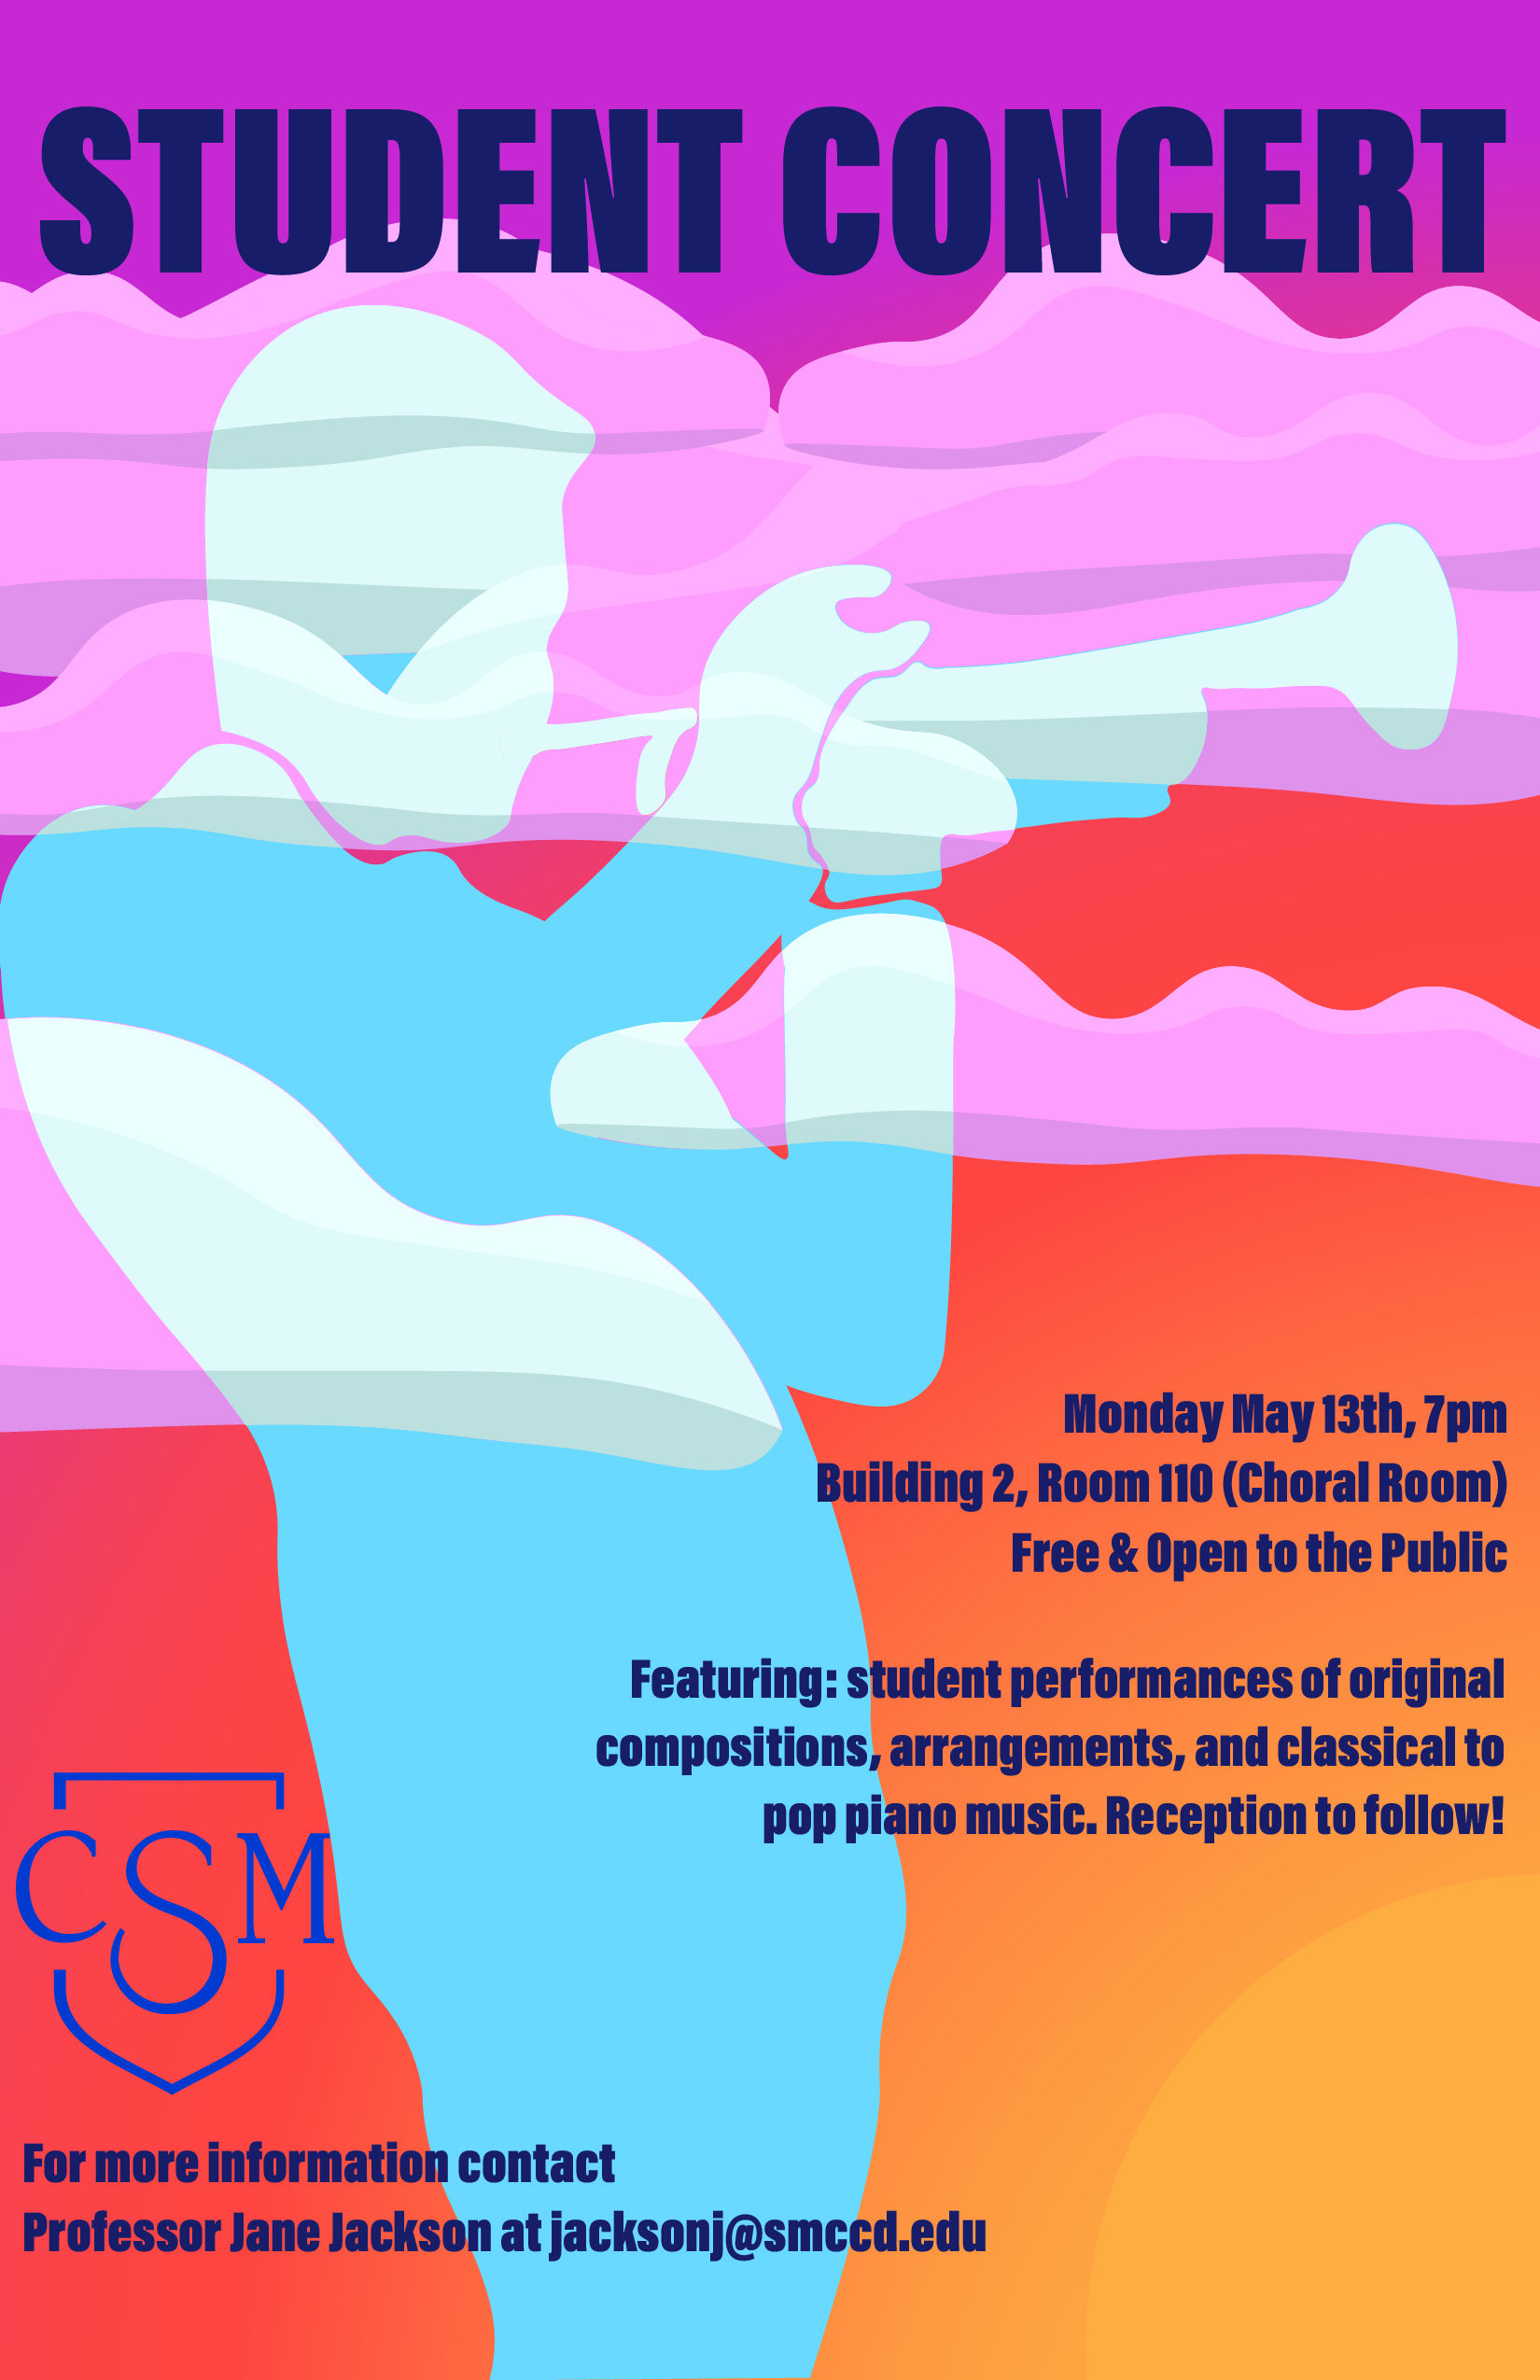 STUDENT CONCERT
Monday May 13th, 7pm
Building 2, Room 110 (Choral Room)
Free & Open to the Public
Featuring: student performances of original
compositions, arrangements, and classical to
pop piano music. Reception to follow!
CSM
For more information contact
Professor Jane Jackson at jacksonj@smccd.edu